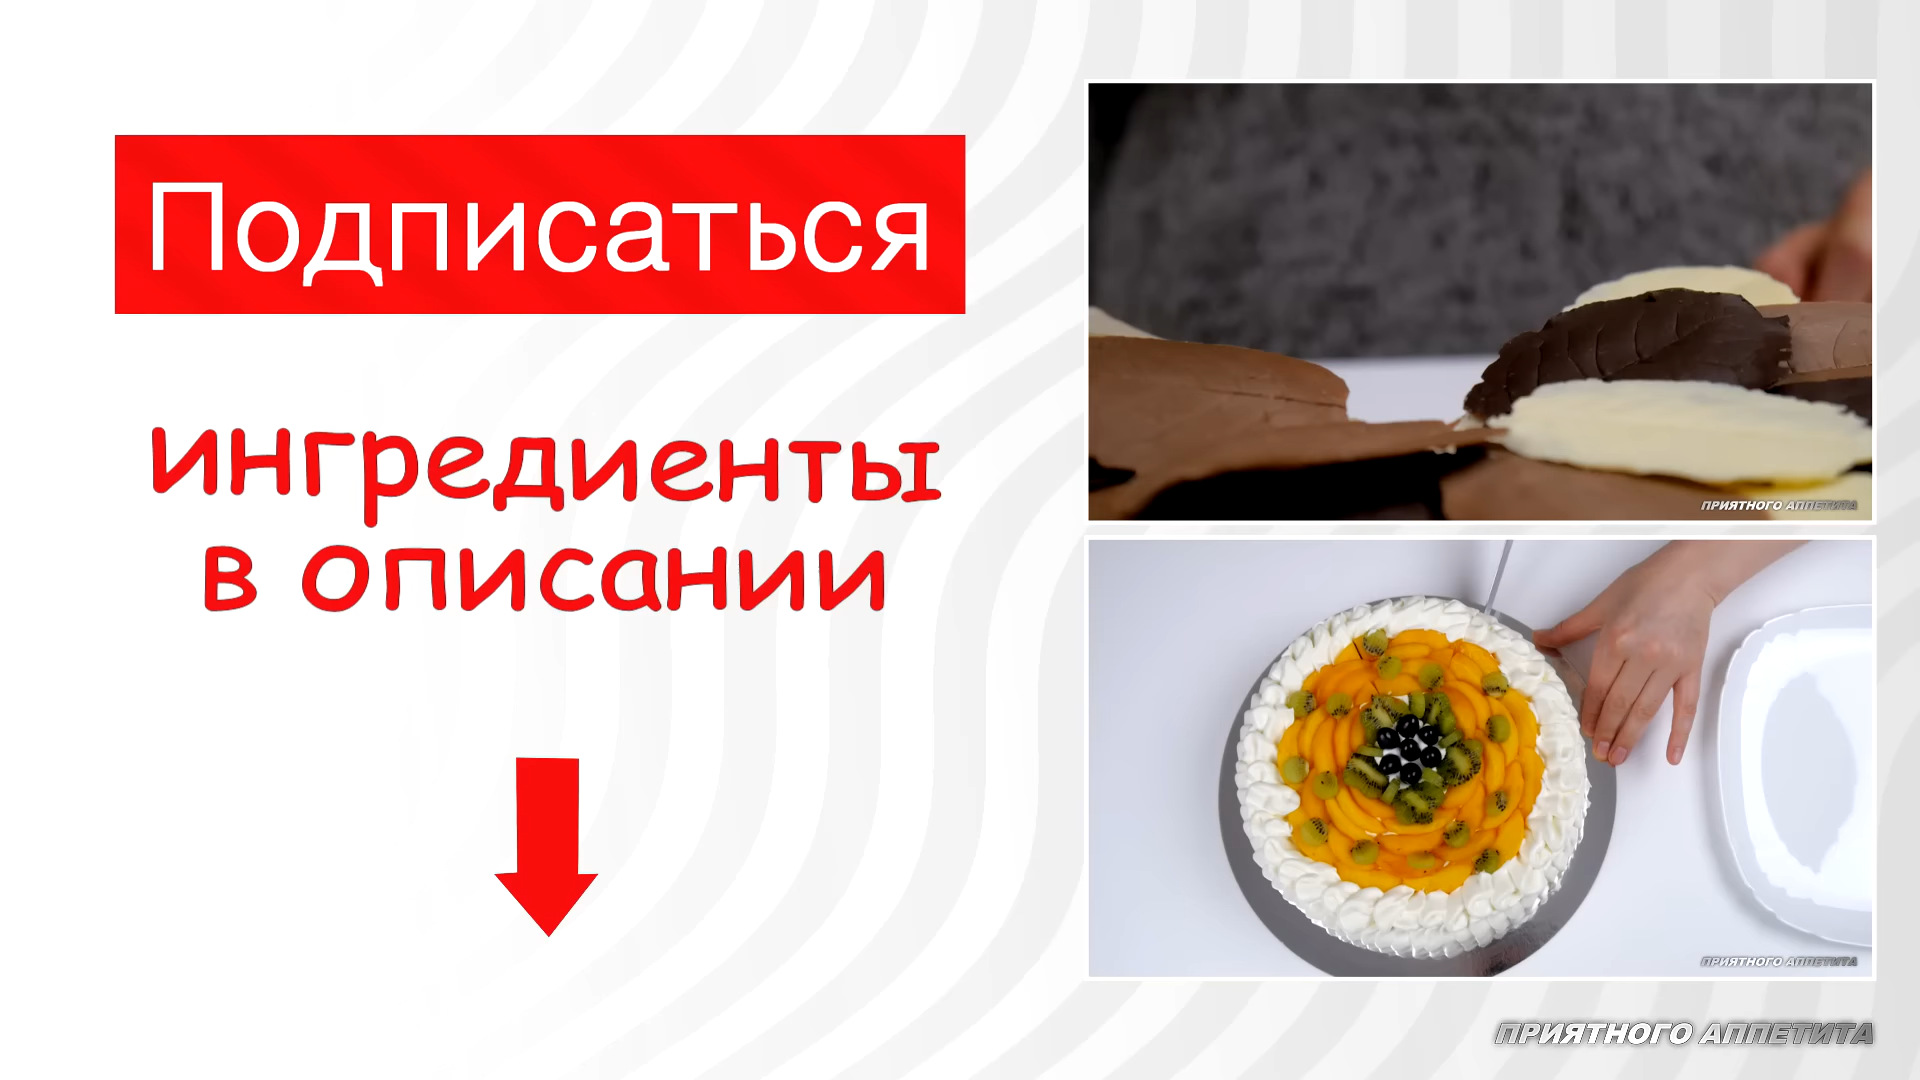 Подписаться
ингредиенты
в описании
ПРИЯТНОГО АППЕТИТА
ПРИЯТНОГО АППЕТИТА
ПРИЯТНОГО АППЕТИТА